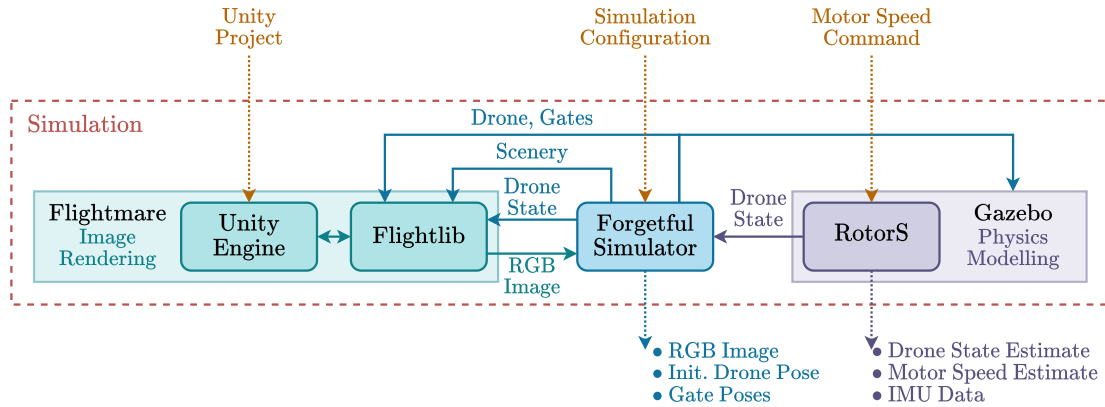 Unity
Project
Simulation
Configuration
Motor Speed
Command
Simulation
Drone, Gates
Scenery
Drone
State
Drone
State
Flightmare
Image
Rendering
Unity
Engine
Flightlib
Forgetful
Simulator
RotorS
Gazebo
Physics
Modelling
RGB
Image
• RGB Image
• Init. Drone Pose
• Gate Poses
• Drone State Estimate
• Motor Speed Estimate
• IMU Data